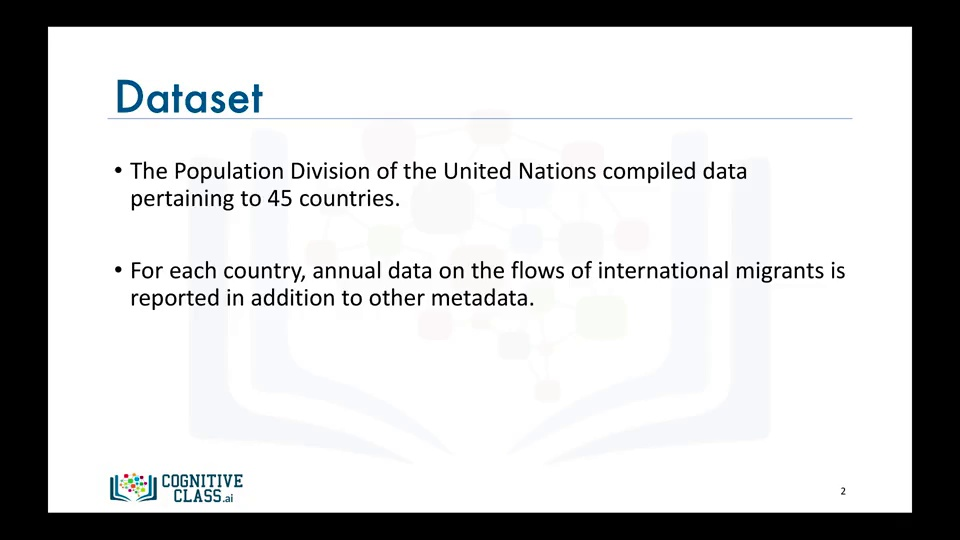 Dataset
• The Population Division of the United Nations compiled data
pertaining to 45 countries.
• For each country, annual data on the flows of international migrants is
reported in addition to other metadata.
COGNITIVE
CLASS.ai
2